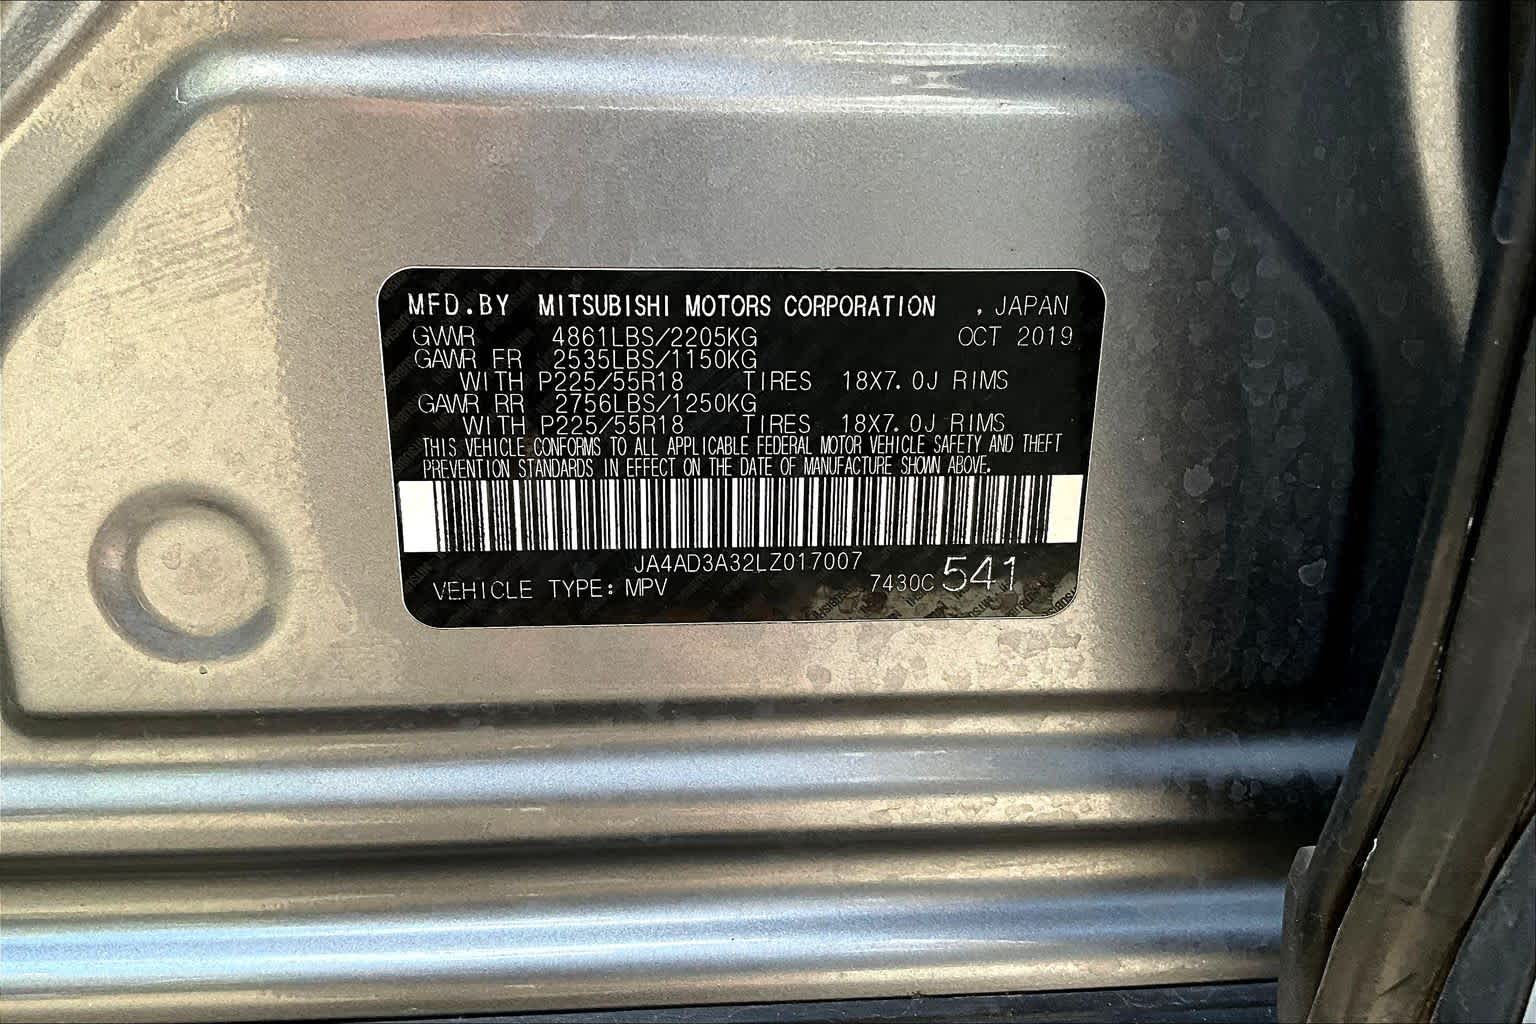 MFD.BY MITSUBISHI MOTORS CORPORATION , JAPAN
GVWR 4861LBS/2205KG OCT 2019
GAWR FR 2535LBS/1150KG
WITH P225/55R18 TIRES 18X7.0J RIMS
GAWR RR 2756LBS/1250KG
WITH P225/55R18 TIRES 18X7.0J RIMS
THIS VEHICLE CONFORMS TO ALL APPLICABLE FEDERAL MOTOR VEHICLE SAFETY AND THEFT
PREVENTION STANDARDS IN EFFECT ON THE DATE OF MANUFACTURE SHOWN ABOVE.
JA4AD3A32LZ017007
VEHICLE TYPE: MPV 7430C 541